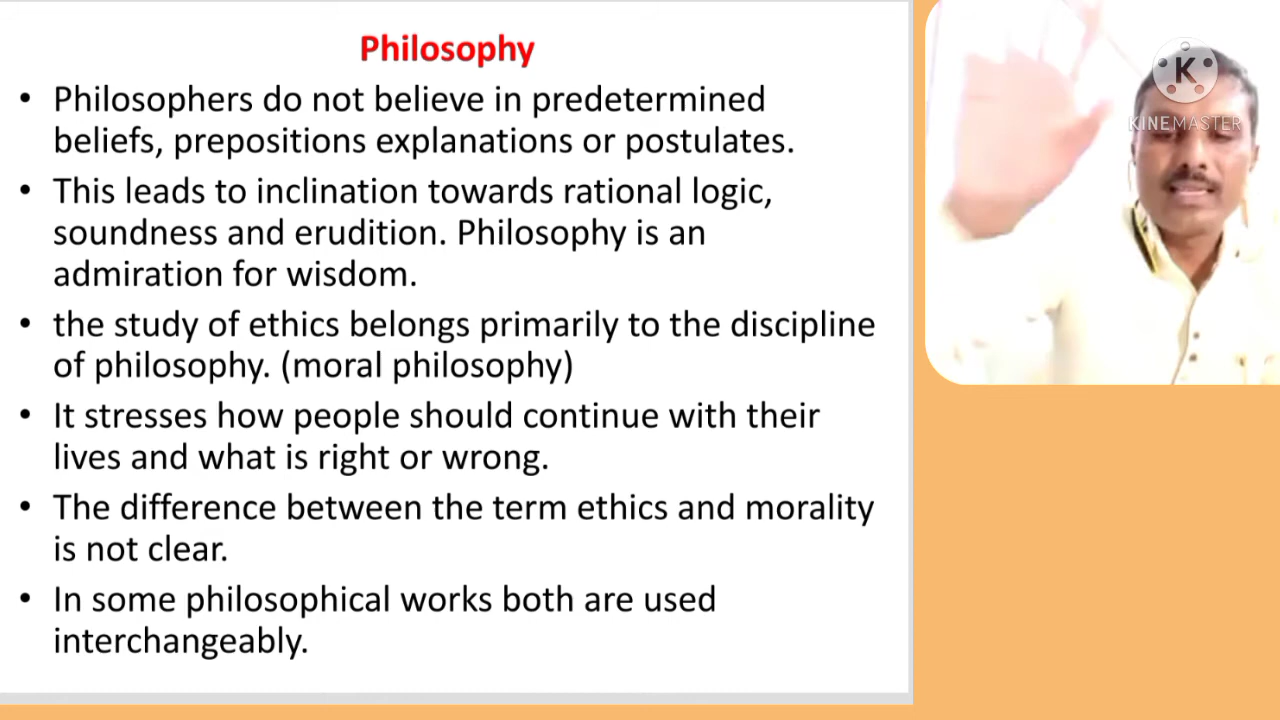 Philosophy
• Philosophers do not believe in predetermined
beliefs, prepositions explanations or postulates.
• This leads to inclination towards rational logic,
soundness and erudition. Philosophy is an
admiration for wisdom.
• the study of ethics belongs primarily to the discipline
of philosophy. (moral philosophy)
• It stresses how people should continue with their
lives and what is right or wrong.
• The difference between the term ethics and morality
is not clear.
• In some philosophical works both are used
interchangeably.
K
KINEMASTER